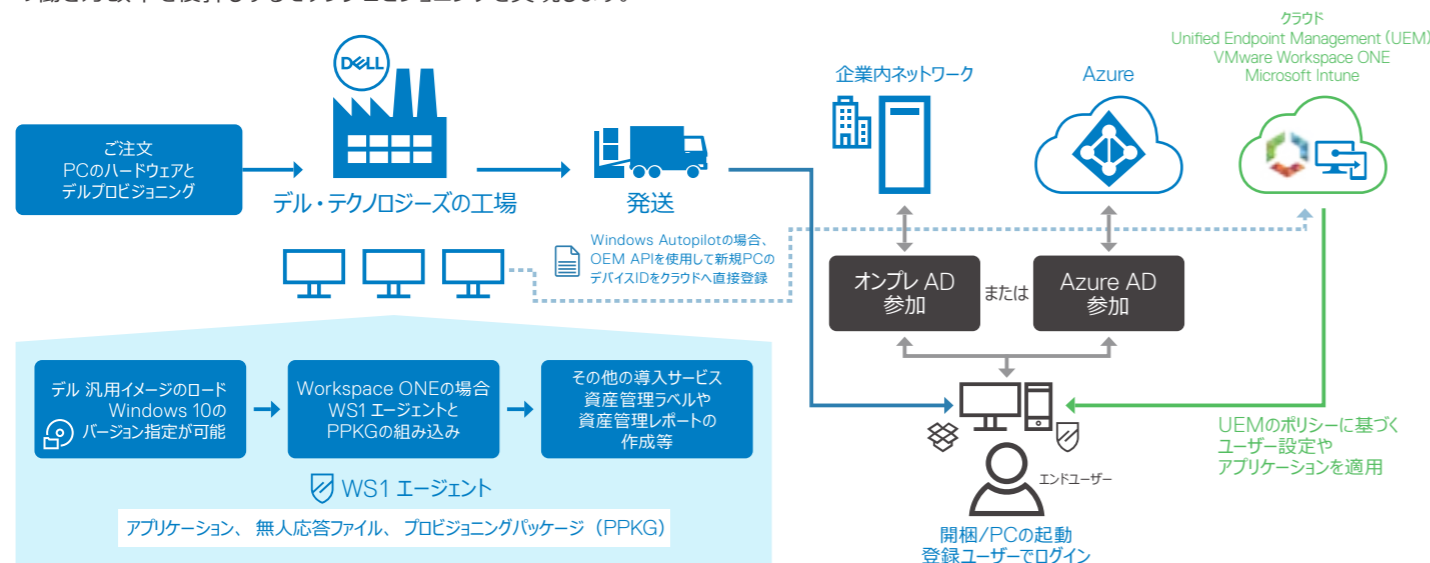 クラウド
Unified Endpoint Management(UEM)
VMware Workspace ONE
Microsoft Intune
DELL
企業内ネットワーク
Azure
ご注文
PCのハードウェアと
デルプロビジョニング
デル・テクノロジーズの工場
発送
Windows Autopilotの場合、
OEM APIを使用して新規PCの
デバイスIDをクラウドへ直接登録
オンプレ AD
参加
または
Azure AD
参加
デル 汎用イメージのロード
Windows 10の
バージョン指定が可能
Workspace ONEの場合
WS1 エージェントと
PPKGの組み込み
その他の導入サービス
資産管理ラベルや
資産管理レポートの
作成等
WS1 エージェント
アプリケーション、 無人応答ファイル、 プロビジョニングパッケージ(PPKG)
UEMのポリシーに基づく
ユーザー設定や
アプリケーションを適用
エンドユーザー
開梱/PCの起動
登録ユーザーでログイン